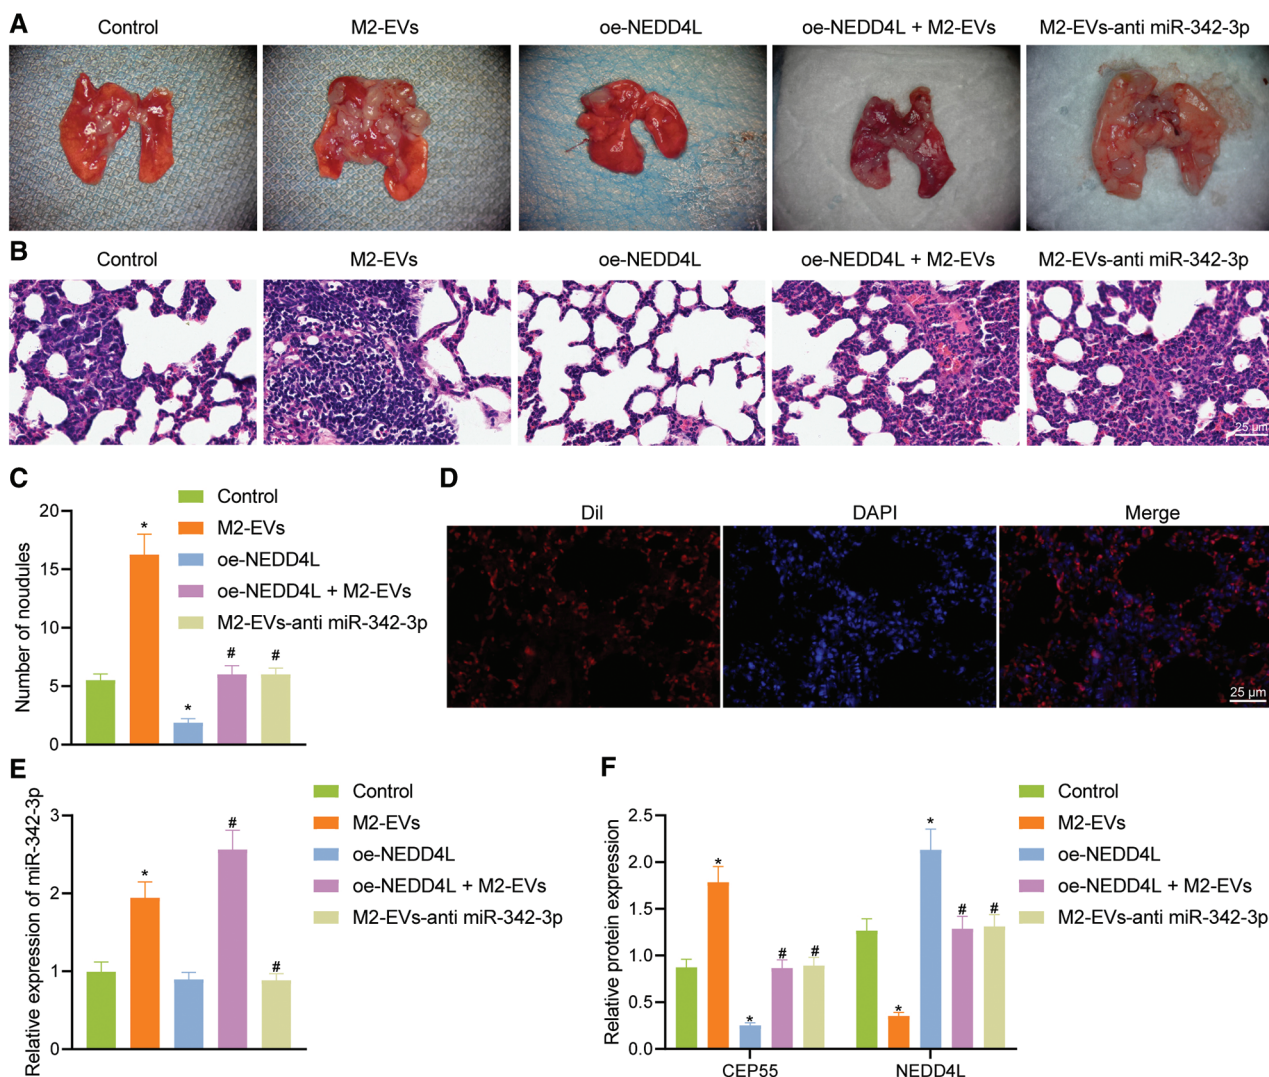 A
Control
M2-EVs
oe-NEDD4L
oe-NEDD4L + M2-EVs
M2-EVs-anti miR-342-3p
B
Control
M2-EVs
oe-NEDD4L
oe-NEDD4L + M2-EVs
M2-EVs-anti miR-342-3p
25 µm
C
Number of noudules
20
15
10
5
0
Control
M2-EVs
oe-NEDD4L
oe-NEDD4L + M2-EVs
M2-EVs-anti miR-342-3p
*
*
#
#
D
Dil
DAPI
Merge
25 µm
E
Relative expression of miR-342-3p
3
2
1
0
*
#
#
Control
M2-EVs
oe-NEDD4L
oe-NEDD4L + M2-EVs
M2-EVs-anti miR-342-3p
F
Relative protein expression
2.5
2.0
1.5
1.0
0.5
0.0
*
*
#
#
*
*
#
#
CEP55
NEDD4L
Control
M2-EVs
oe-NEDD4L
oe-NEDD4L + M2-EVs
M2-EVs-anti miR-342-3p